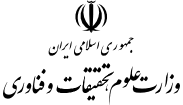 جمهوری اسلامی ایران
وزارت علوم تحقیقات و فناوری